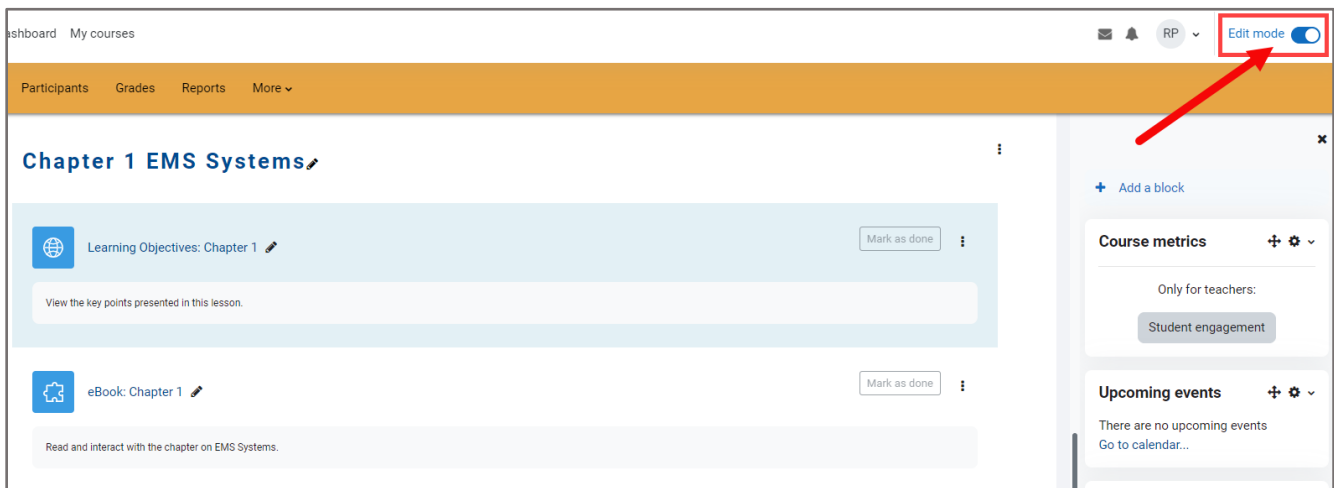 My courses
RP
Edit mode
Participants Grades Reports More
Chapter 1 EMS Systems
Add a block
Learning Objectives: Chapter 1
Mark as done
View the key points presented in this lesson.
Course metrics
Only for teachers:
Student engagement
eBook: Chapter 1
Mark as done
Read and interact with the chapter on EMS Systems.
Upcoming events
There are no upcoming events
Go to calendar...